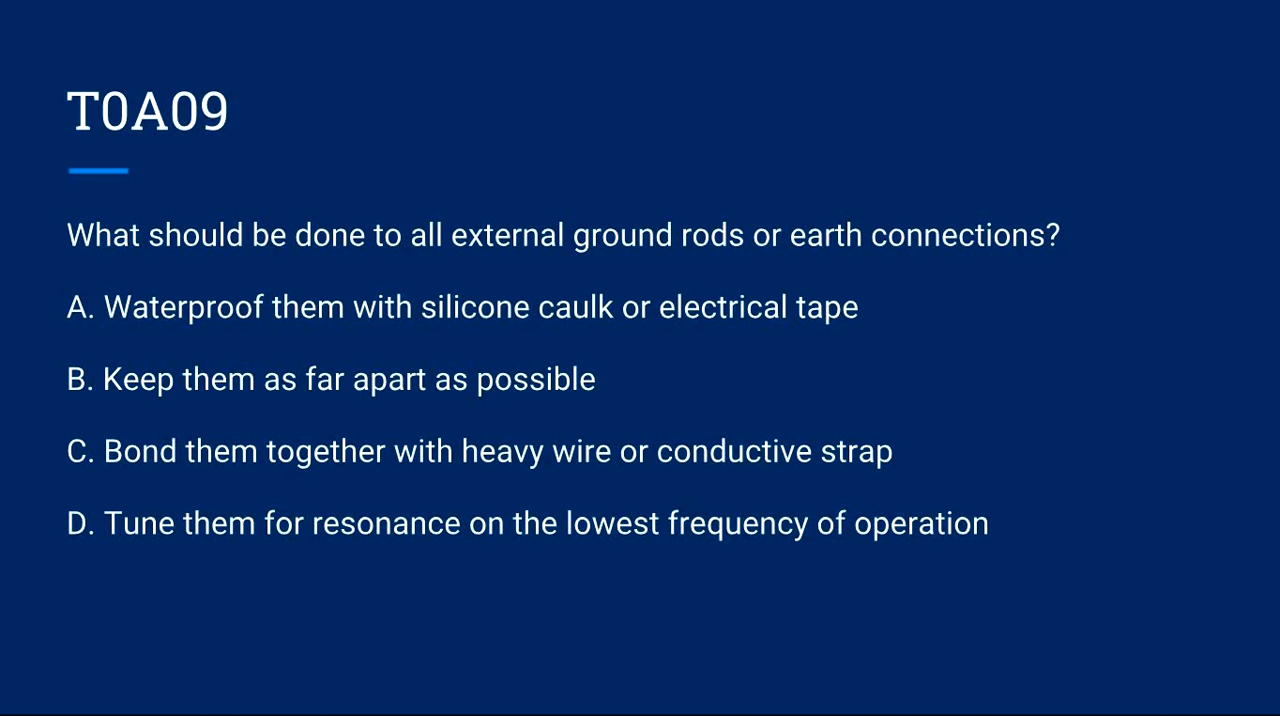 T0A09
What should be done to all external ground rods or earth connections?
A. Waterproof them with silicone caulk or electrical tape
B. Keep them as far apart as possible
C. Bond them together with heavy wire or conductive strap
D. Tune them for resonance on the lowest frequency of operation